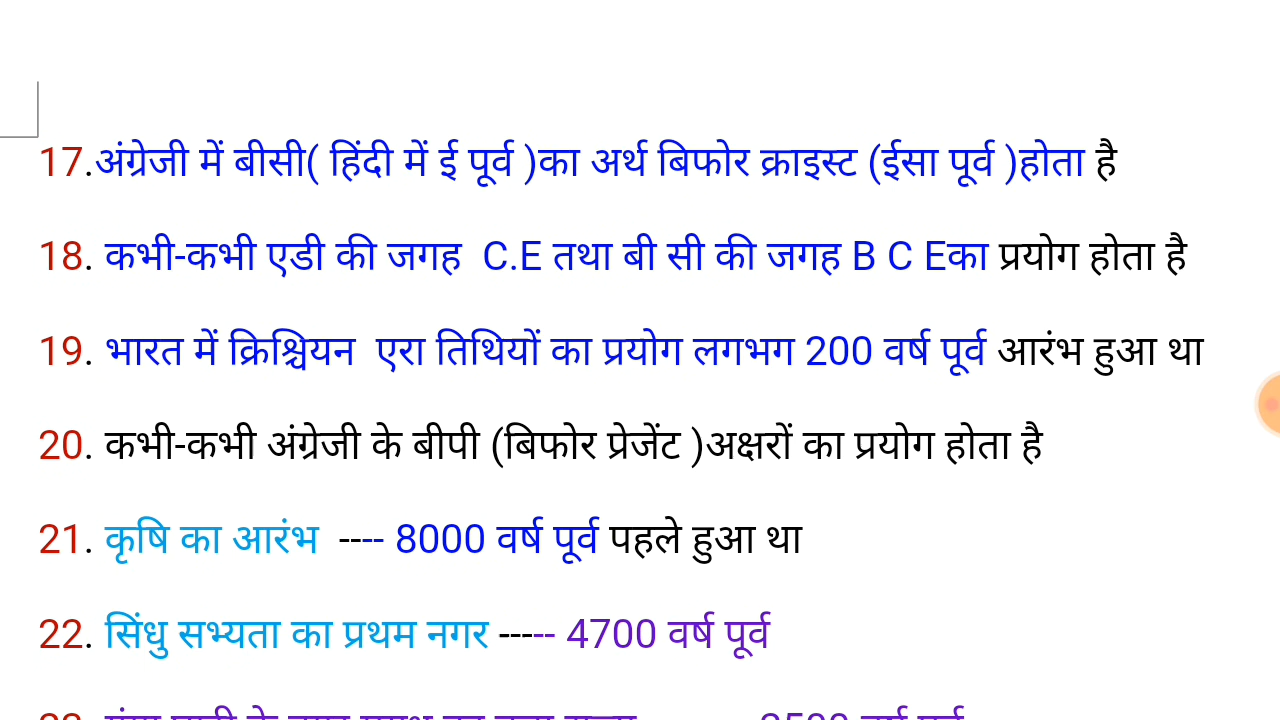 17.अंग्रेजी में बीसी( हिंदी में ई पूर्व )का अर्थ बिफोर क्राइस्ट (ईसा पूर्व )होता है
18. कभी-कभी एडी की जगह  C.E तथा बी सी की जगह B C Eका प्रयोग होता है
19. भारत में क्रिश्चियन  एरा तिथियों का प्रयोग लगभग 200 वर्ष पूर्व आरंभ हुआ था
20. कभी-कभी अंग्रेजी के बीपी (बिफोर प्रेजेंट )अक्षरों का प्रयोग होता है
21. कृषि का आरंभ  ---- 8000 वर्ष पूर्व पहले हुआ था
22. सिंधु सभ्यता का प्रथम नगर ----- 4700 वर्ष पूर्व